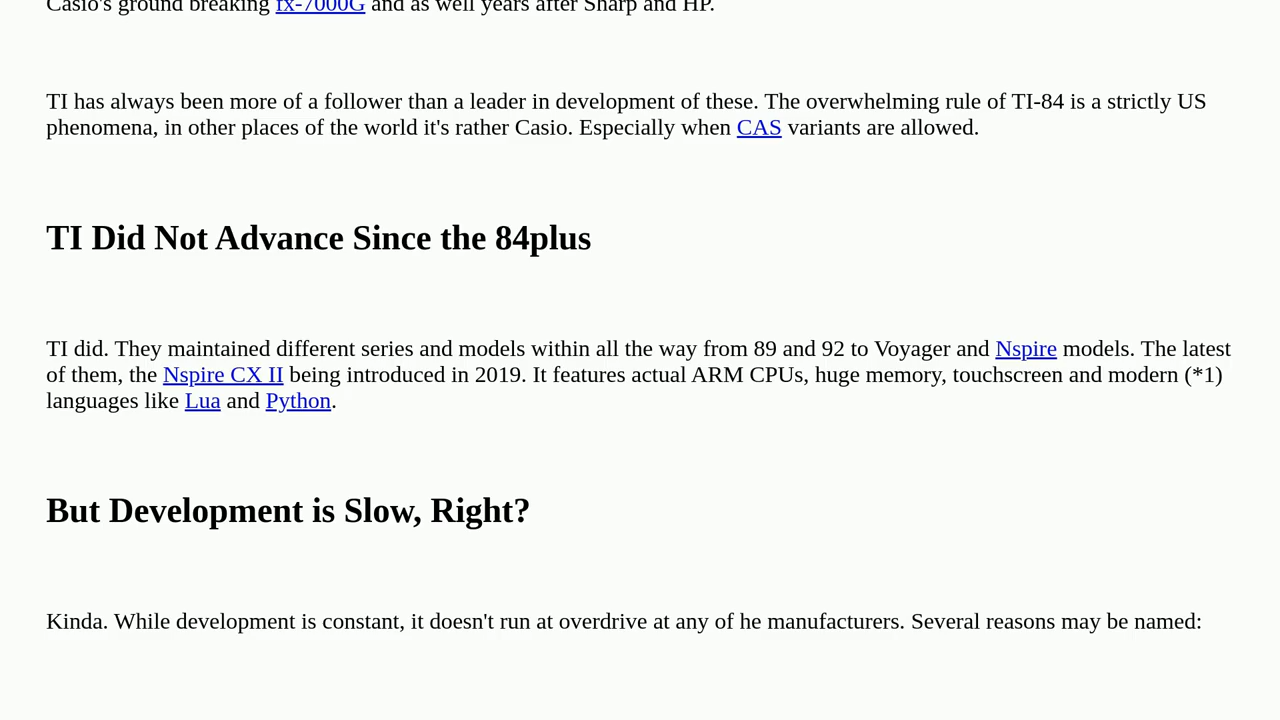 Casio's ground breaking fx-7000G and as well years after Sharp and HP.
TI has always been more of a follower than a leader in development of these. The overwhelming rule of TI-84 is a strictly US
phenomena, in other places of the world it's rather Casio. Especially when CAS variants are allowed.
TI Did Not Advance Since the 84plus
TI did. They maintained different series and models within all the way from 89 and 92 to Voyager and Nspire models. The latest
of them, the Nspire CX II being introduced in 2019. It features actual ARM CPUs, huge memory, touchscreen and modern (*1)
languages like Lua and Python.
But Development is Slow, Right?
Kinda. While development is constant, it doesn't run at overdrive at any of he manufacturers. Several reasons may be named: